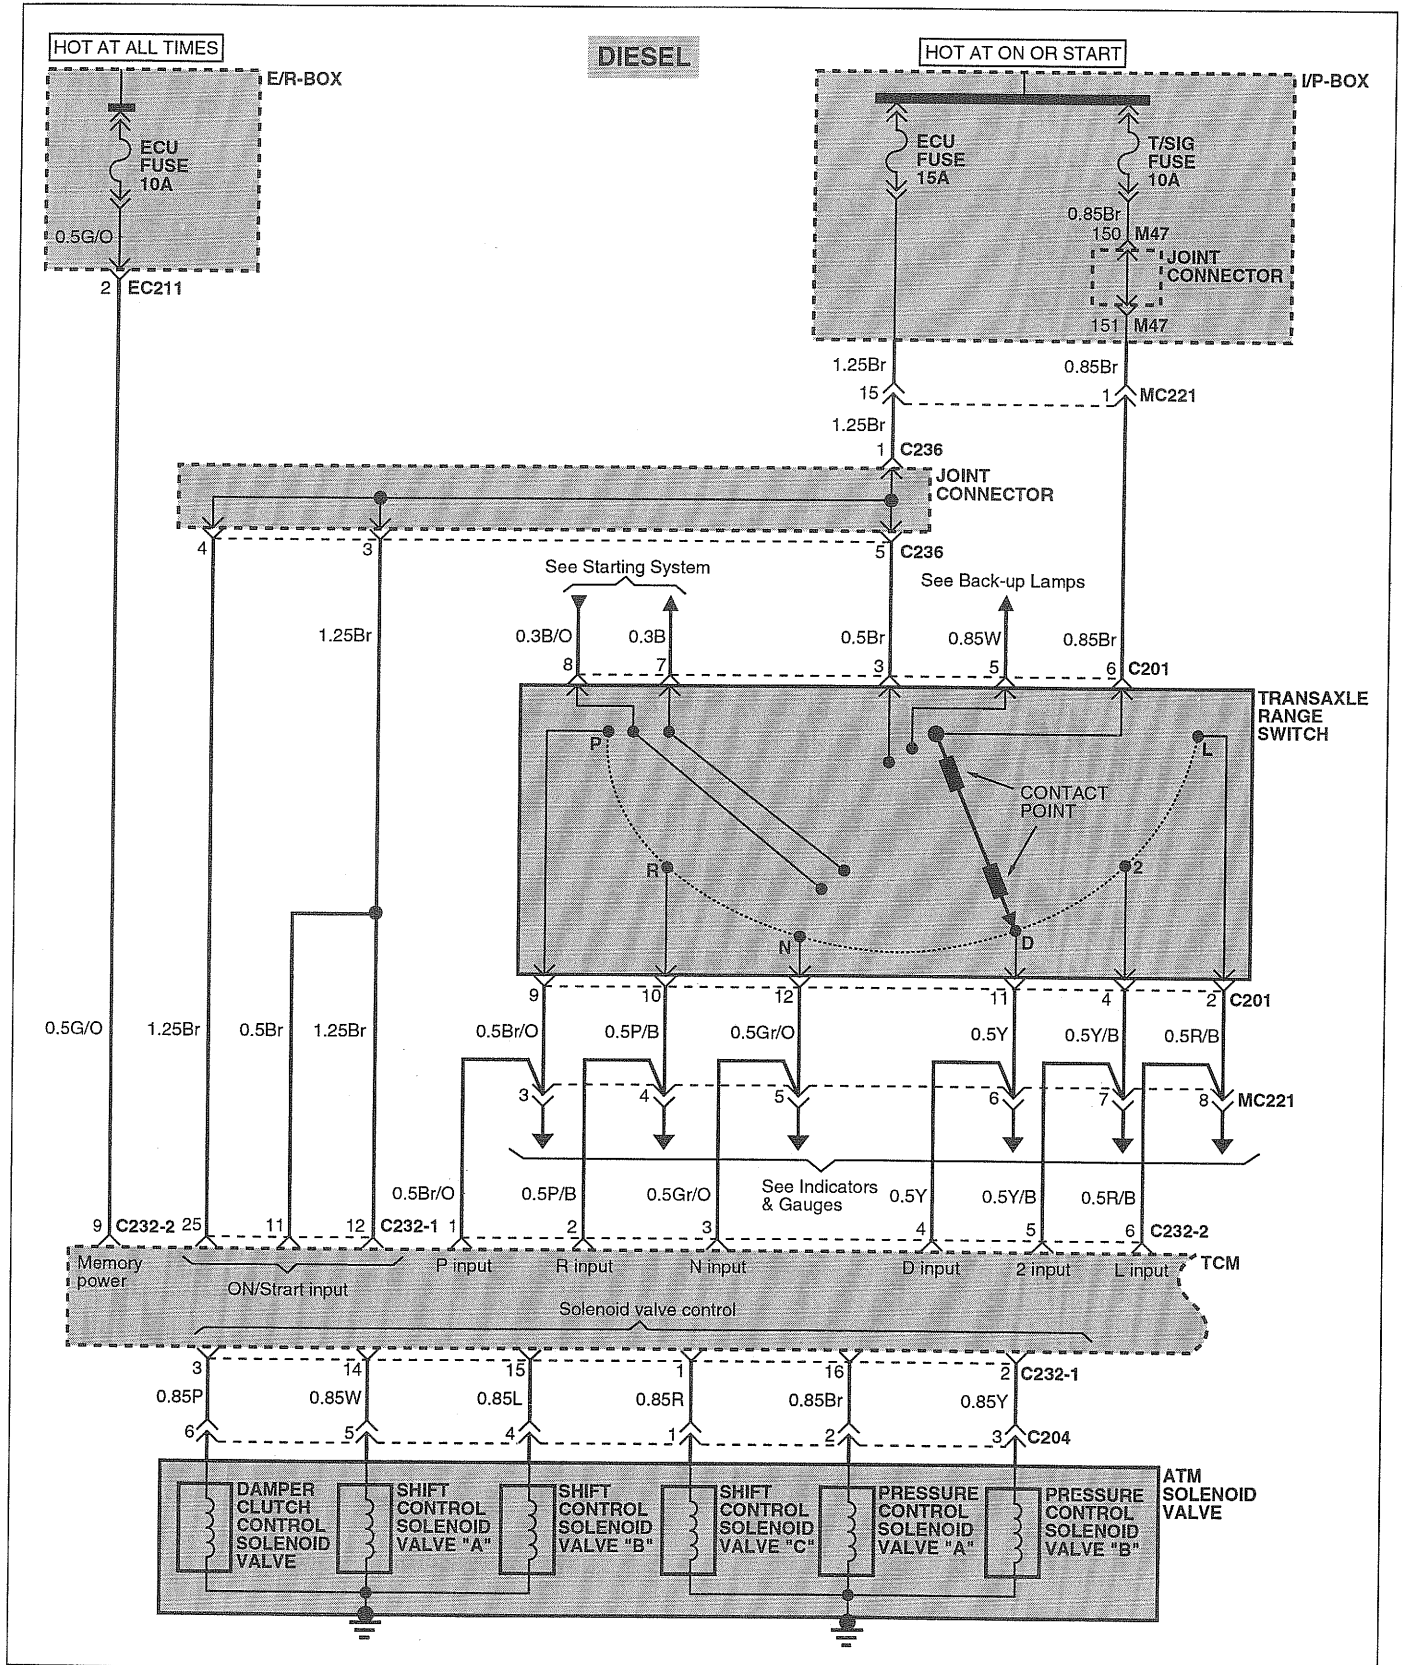 HOT AT ALL TIMES
DIESEL
HOT AT ON OR START
E/R-BOX
I/P-BOX
ECU
FUSE
10A
ECU
FUSE
15A
T/SIG
FUSE
10A
0.5G/O
0.85Br
150 M47
JOINT
CONNECTOR
2 EC211
151 M47
1.25Br
0.85Br
15
1 MC221
1.25Br
1 C236
JOINT
CONNECTOR
4
3
5 C236
See Starting System
See Back-up Lamps
1.25Br
0.3B/O
0.3B
0.5Br
0.85W
0.85Br
8
7
3
5
6 C201
TRANSAXLE
RANGE
SWITCH
P
L
CONTACT
POINT
R
2
N
D
9
10
12
11
4
2 C201
0.5G/O
1.25Br
0.5Br
1.25Br
0.5Br/O
0.5P/B
0.5Gr/O
0.5Y
0.5Y/B
0.5R/B
3
4
5
6
7
8 MC221
See Indicators
& Gauges
0.5Br/O
0.5P/B
0.5Gr/O
0.5Y
0.5Y/B
0.5R/B
9 C232-2
25
11
12 C232-1
1
2
3
4
5
6 C232-2
Memory
power
ON/Strart input
P input
R input
N input
D input
2 input
L input
TCM
Solenoid valve control
3
14
15
1
16
2 C232-1
0.85P
0.85W
0.85L
0.85R
0.85Br
0.85Y
6
5
4
1
2
3 C204
DAMPER
CLUTCH
CONTROL
SOLENOID
VALVE
SHIFT
CONTROL
SOLENOID
VALVE "A"
SHIFT
CONTROL
SOLENOID
VALVE "B"
SHIFT
CONTROL
SOLENOID
VALVE "C"
PRESSURE
CONTROL
SOLENOID
VALVE "A"
PRESSURE
CONTROL
SOLENOID
VALVE "B"
ATM
SOLENOID
VALVE